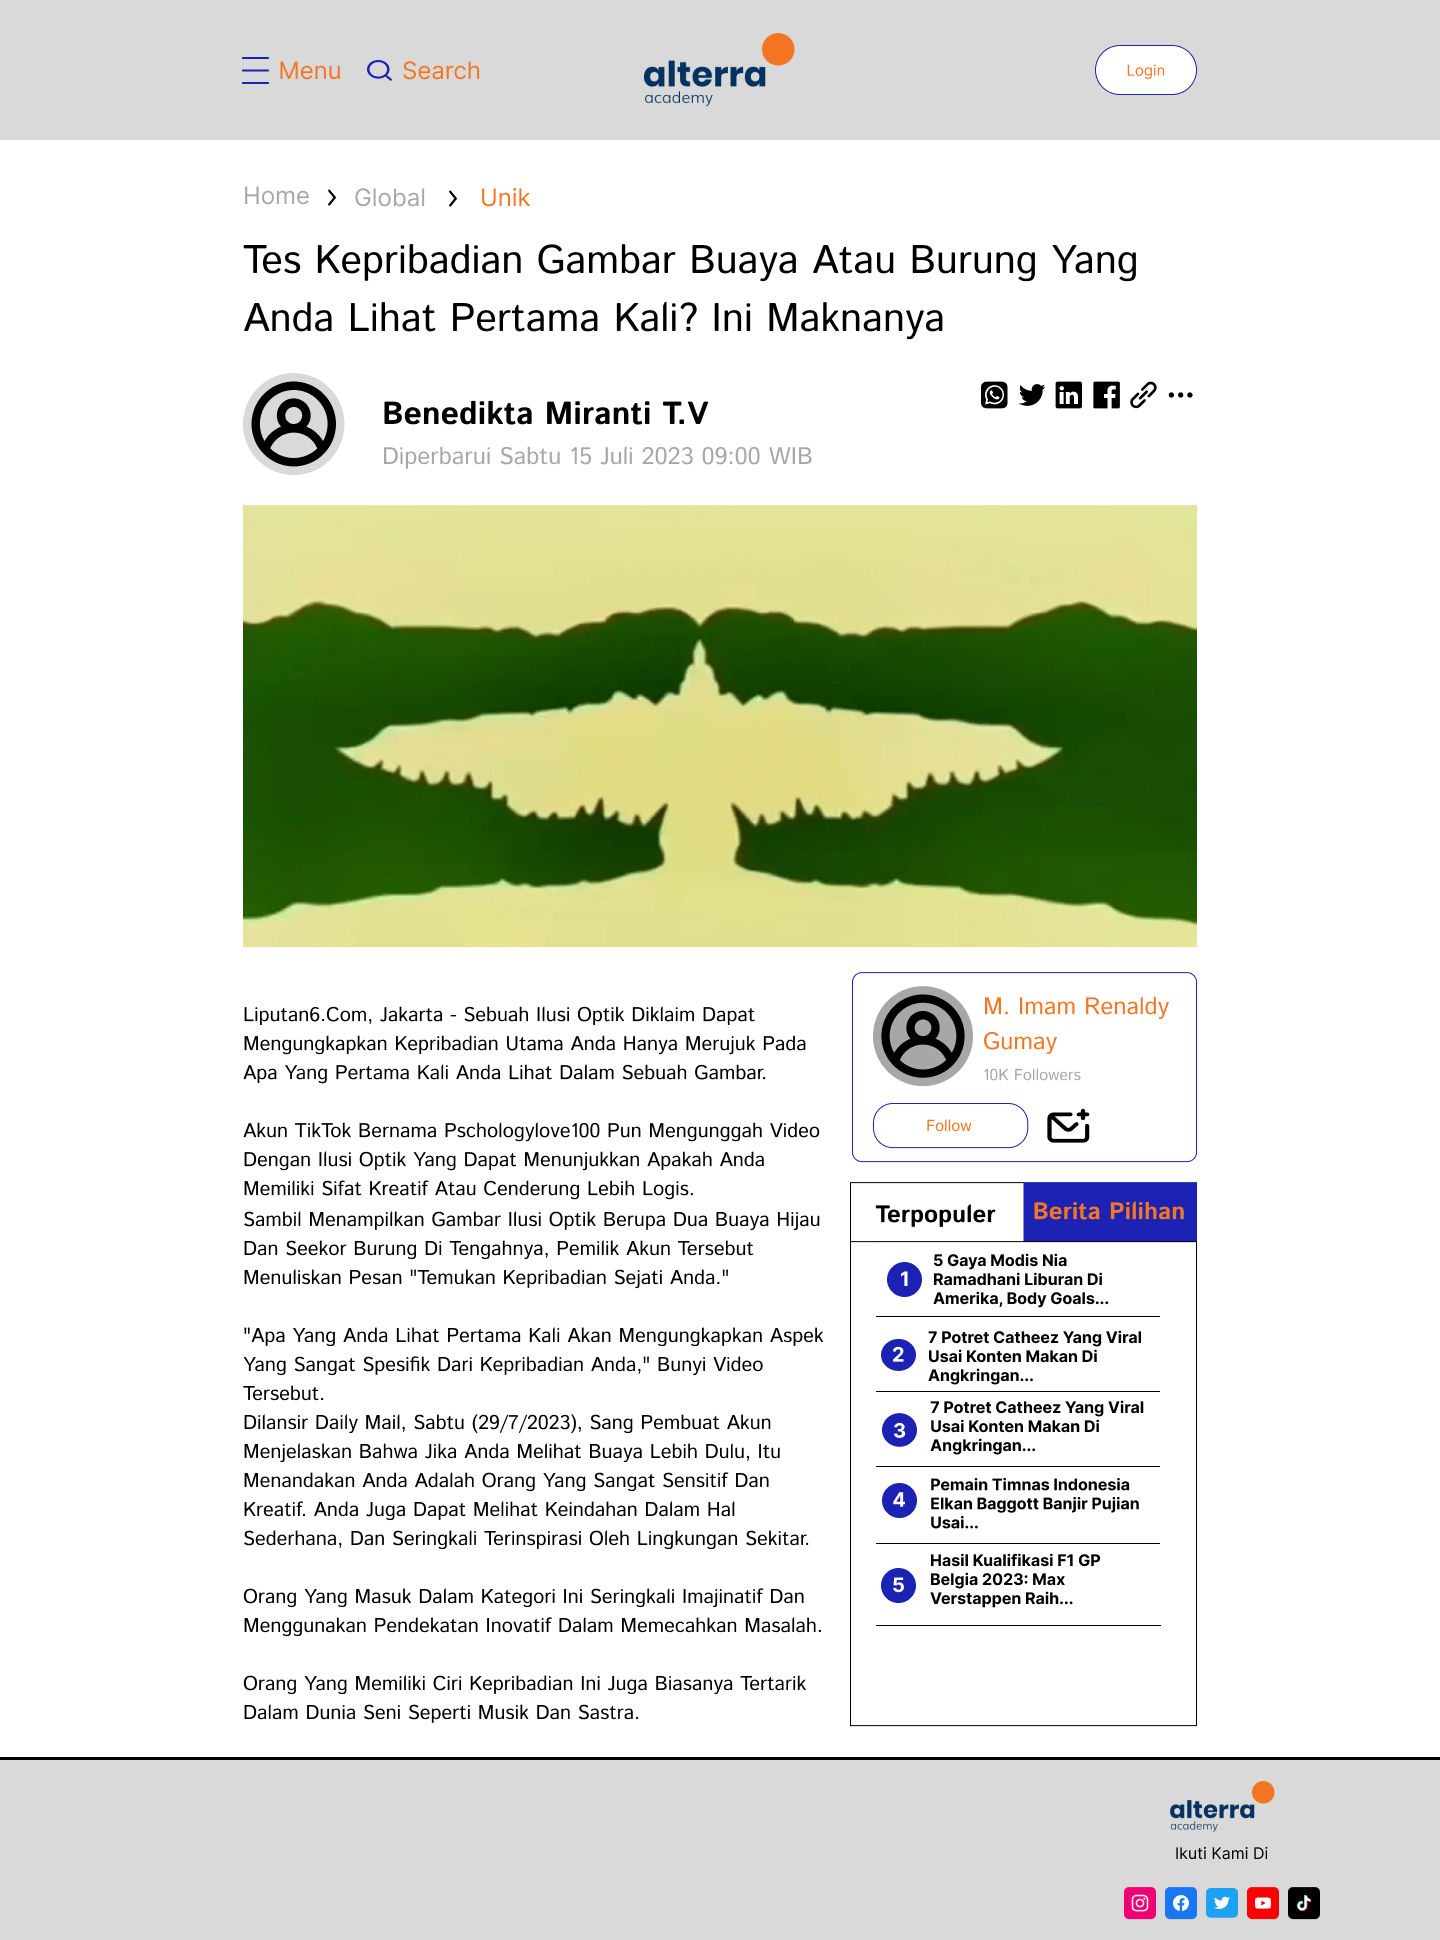 Menu
Search
alterra
academy
Login
Home
Global
Unik
Tes Kepribadian Gambar Buaya Atau Burung Yang
Anda Lihat Pertama Kali? Ini Maknanya
Benedikta Miranti T.V
Diperbarui Sabtu 15 Juli 2023 09:00 WIB
Liputan6.Com, Jakarta - Sebuah Ilusi Optik Diklaim Dapat
Mengungkapkan Kepribadian Utama Anda Hanya Merujuk Pada
Apa Yang Pertama Kali Anda Lihat Dalam Sebuah Gambar.
Akun TikTok Bernama Pschologylove100 Pun Mengunggah Video
Dengan Ilusi Optik Yang Dapat Menunjukkan Apakah Anda
Memiliki Sifat Kreatif Atau Cenderung Lebih Logis.
Sambil Menampilkan Gambar Ilusi Optik Berupa Dua Buaya Hijau
Dan Seekor Burung Di Tengahnya, Pemilik Akun Tersebut
Menuliskan Pesan "Temukan Kepribadian Sejati Anda."
"Apa Yang Anda Lihat Pertama Kali Akan Mengungkapkan Aspek
Yang Sangat Spesifik Dari Kepribadian Anda," Bunyi Video
Tersebut.
Dilansir Daily Mail, Sabtu (29/7/2023), Sang Pembuat Akun
Menjelaskan Bahwa Jika Anda Melihat Buaya Lebih Dulu, Itu
Menandakan Anda Adalah Orang Yang Sangat Sensitif Dan
Kreatif. Anda Juga Dapat Melihat Keindahan Dalam Hal
Sederhana, Dan Seringkali Terinspirasi Oleh Lingkungan Sekitar.
Orang Yang Masuk Dalam Kategori Ini Seringkali Imajinatif Dan
Menggunakan Pendekatan Inovatif Dalam Memecahkan Masalah.
Orang Yang Memiliki Ciri Kepribadian Ini Juga Biasanya Tertarik
Dalam Dunia Seni Seperti Musik Dan Sastra.
M. Imam Renaldy
Gumay
10K Followers
Follow
Terpopuler
Berita Pilihan
1
5 Gaya Modis Nia
Ramadhani Liburan Di
Amerika, Body Goals...
2
7 Potret Catheez Yang Viral
Usai Konten Makan Di
Angkringan...
3
7 Potret Catheez Yang Viral
Usai Konten Makan Di
Angkringan...
4
Pemain Timnas Indonesia
Elkan Baggott Banjir Pujian
Usai...
5
Hasil Kualifikasi F1 GP
Belgia 2023: Max
Verstappen Raih...
alterra
academy
Ikuti Kami Di